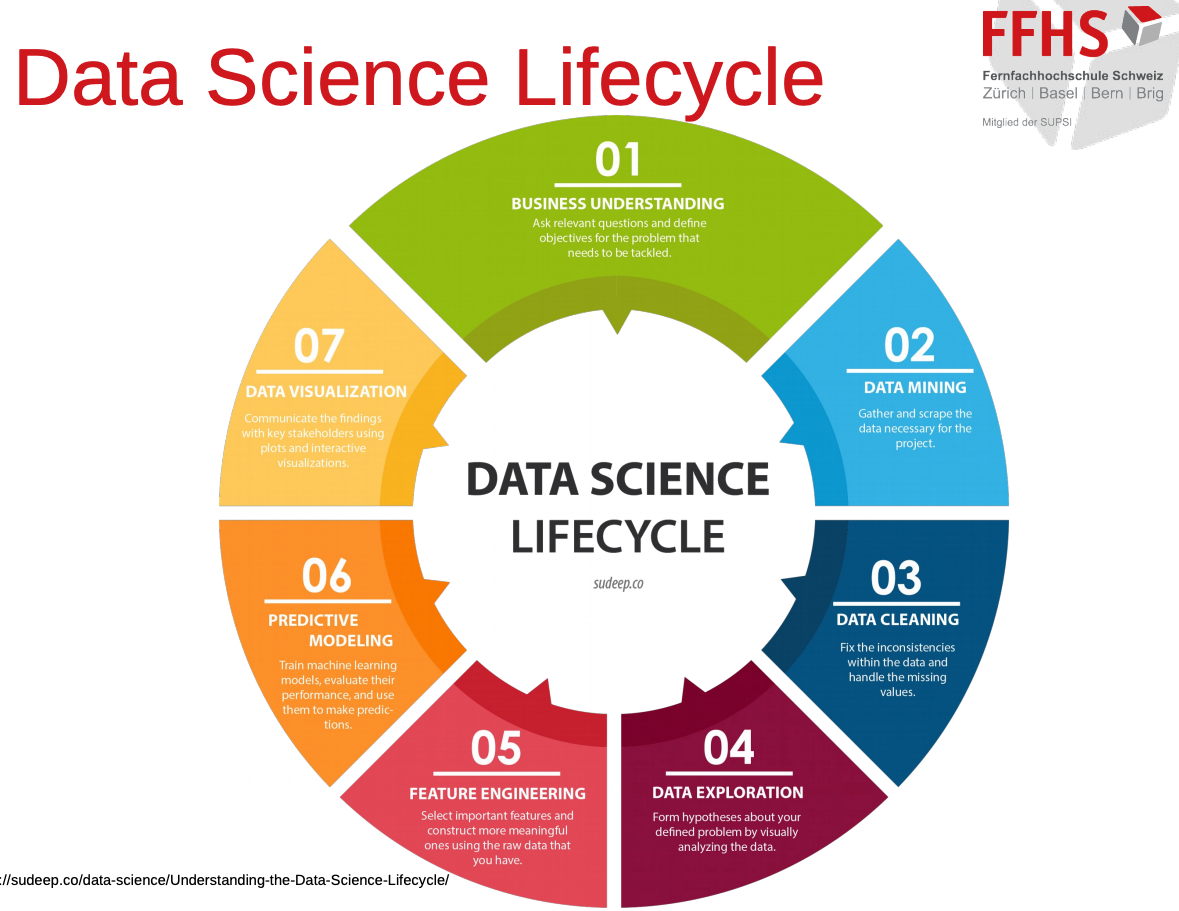 Data Science Lifecycle
FFHS
Fernfachhochschule Schweiz
Zürich | Basel | Bern | Brig
Mitglied der SUPSI
01
BUSINESS UNDERSTANDING
Ask relevant questions and define
objectives for the problem that
needs to be tackled.
02
DATA MINING
Gather and scrape the
data necessary for the
project.
03
DATA CLEANING
Fix the inconsistencies
within the data and
handle the missing
values.
04
DATA EXPLORATION
Form hypotheses about your
defined problem by visually
analyzing the data.
05
FEATURE ENGINEERING
Select important features and
construct more meaningful
ones using the raw data that
you have.
06
PREDICTIVE
MODELING
Train machine learning
models, evaluate their
performance, and use
them to make predic-
tions.
07
DATA VISUALIZATION
Communicate the findings
with key stakeholders using
plots and interactive
visualizations.
DATA SCIENCE
LIFECYCLE
sudeep.co
://sudeep.co/data-science/Understanding-the-Data-Science-Lifecycle/